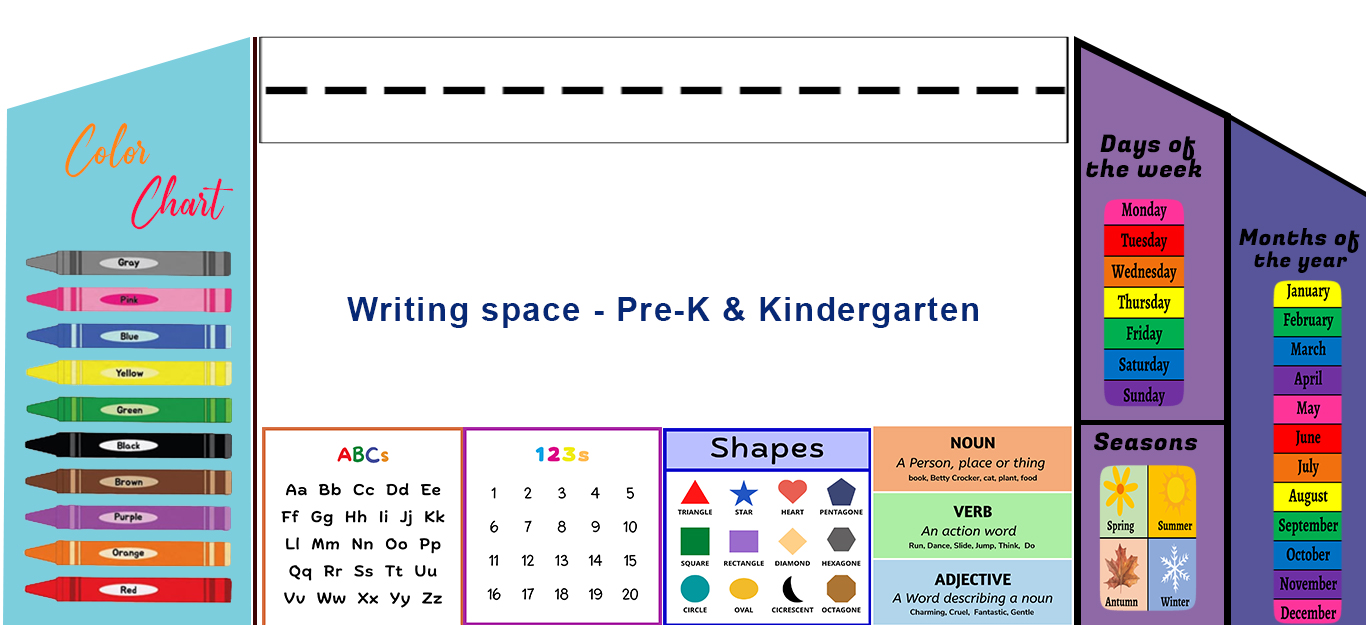 Color
Chart
Gray
Pink
Blue
Yellow
Green
Black
Brown
Purple
Orange
Red
Writing space - Pre-K & Kindergarten
ABCs
Aa Bb Cc Dd Ee
Ff Gg Hh Ii Jj Kk
Ll Mm Nn Oo Pp
Qq Rr Ss Tt Uu
Vv Ww Xx Yy Zz
123s
1 2 3 4 5
6 7 8 9 10
11 12 13 14 15
16 17 18 19 20
Shapes
TRIANGLE STAR HEART PENTAGONE
SQUARE RECTANGLE DIAMOND HEXAGONE
CIRCLE OVAL CICRESCENT OCTAGONE
NOUN
A Person, place or thing
book, Betty Crocker, cat, plant, food
VERB
An action word
Run, Dance, Slide, Jump, Think, Do
ADJECTIVE
A Word describing a noun
Charming, Cruel, Fantastic, Gentle
Days of
the week
Monday
Tuesday
Wednesday
Thursday
Friday
Saturday
Sunday
Seasons
Spring Summer
Autumn Winter
Months of
the year
January
February
March
April
May
June
July
August
September
October
November
December